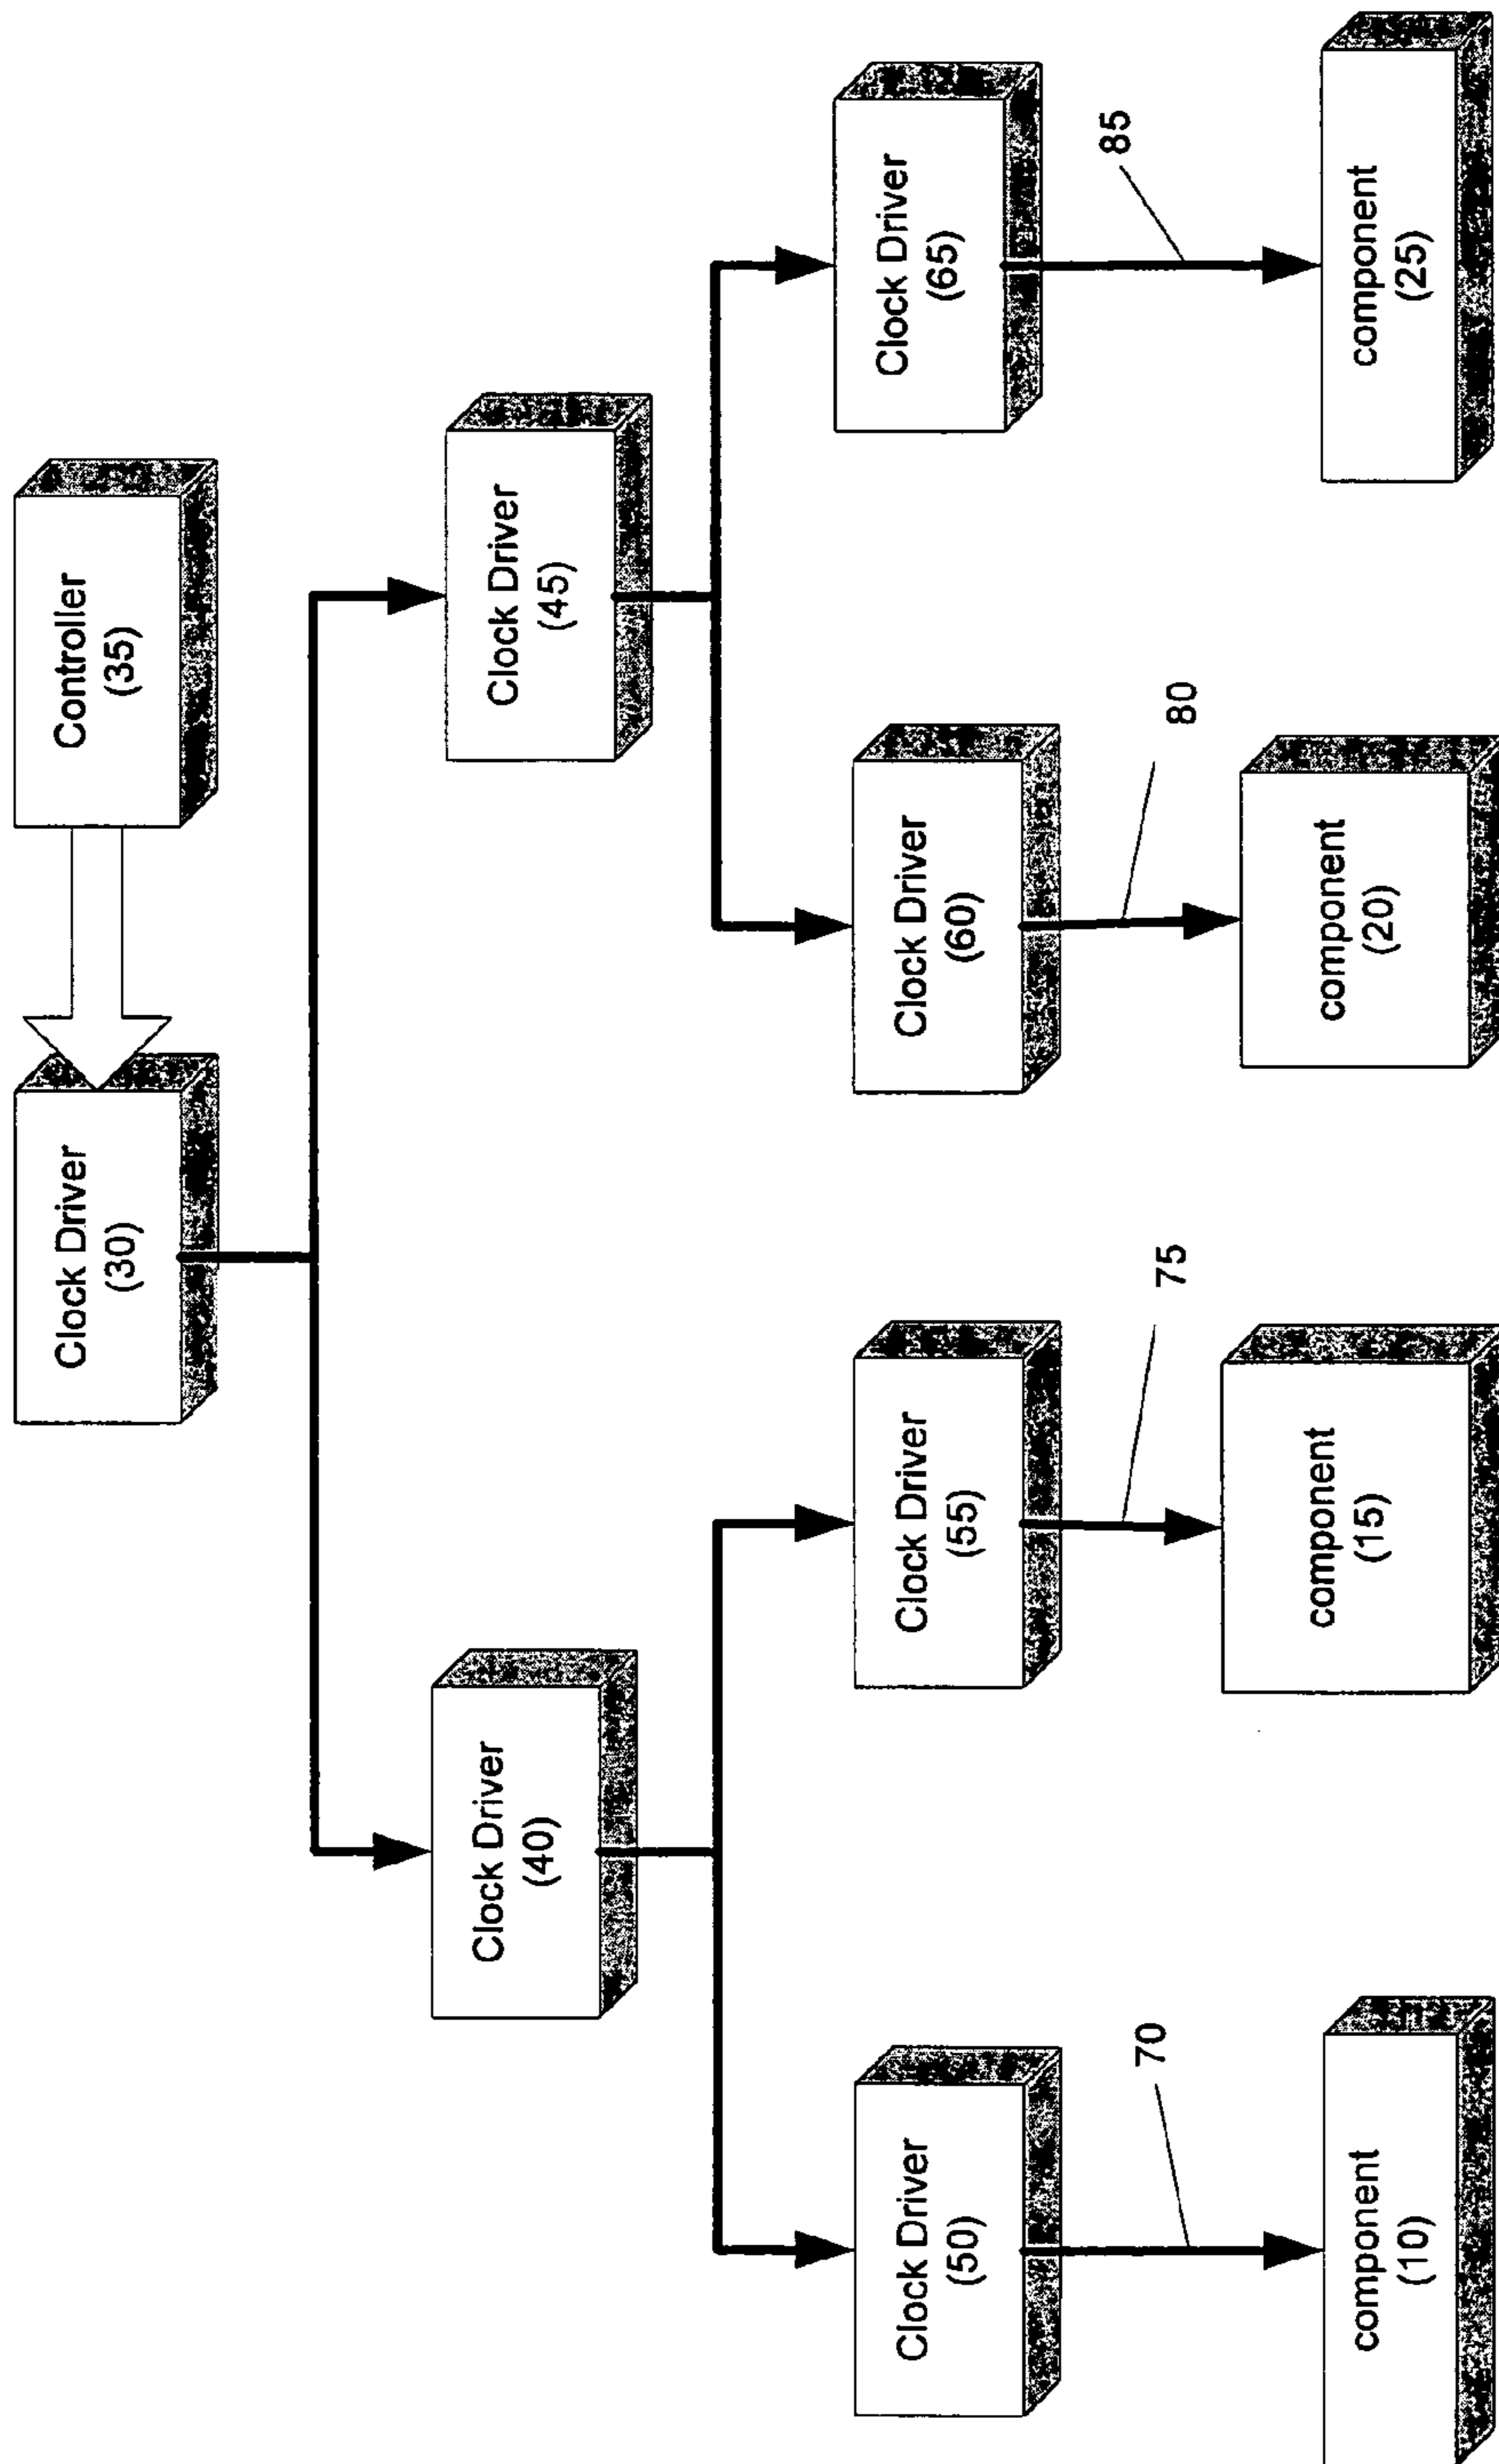 Clock Driver
(30)
Controller
(35)
Clock Driver
(40)
Clock Driver
(45)
Clock Driver
(50)
Clock Driver
(55)
Clock Driver
(60)
Clock Driver
(65)
70
75
80
85
component
(10)
component
(15)
component
(20)
component
(25)